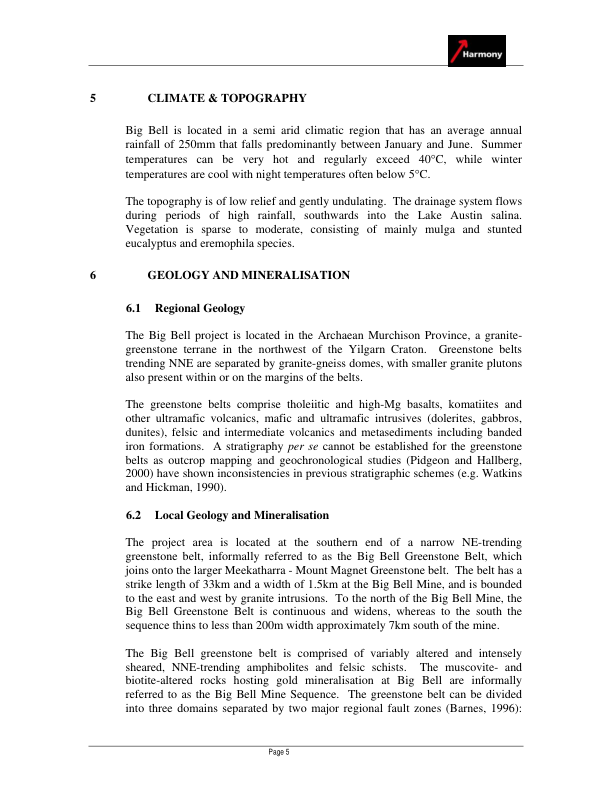 Harmony
5 CLIMATE & TOPOGRAPHY
Big Bell is located in a semi arid climatic region that has an average annual
rainfall of 250mm that falls predominantly between January and June. Summer
temperatures can be very hot and regularly exceed 40°C, while winter
temperatures are cool with night temperatures often below 5°C.
The topography is of low relief and gently undulating. The drainage system flows
during periods of high rainfall, southwards into the Lake Austin salina.
Vegetation is sparse to moderate, consisting of mainly mulga and stunted
eucalyptus and eremophila species.
6 GEOLOGY AND MINERALISATION
6.1 Regional Geology
The Big Bell project is located in the Archaean Murchison Province, a granite-
greenstone terrane in the northwest of the Yilgarn Craton. Greenstone belts
trending NNE are separated by granite-gneiss domes, with smaller granite plutons
also present within or on the margins of the belts.
The greenstone belts comprise tholeiitic and high-Mg basalts, komatiites and
other ultramafic volcanics, mafic and ultramafic intrusives (dolerites, gabbros,
dunites), felsic and intermediate volcanics and metasediments including banded
iron formations. A stratigraphy per se cannot be established for the greenstone
belts as outcrop mapping and geochronological studies (Pidgeon and Hallberg,
2000) have shown inconsistencies in previous stratigraphic schemes (e.g. Watkins
and Hickman, 1990).
6.2 Local Geology and Mineralisation
The project area is located at the southern end of a narrow NE-trending
greenstone belt, informally referred to as the Big Bell Greenstone Belt, which
joins onto the larger Meekatharra - Mount Magnet Greenstone belt. The belt has a
strike length of 33km and a width of 1.5km at the Big Bell Mine, and is bounded
to the east and west by granite intrusions. To the north of the Big Bell Mine, the
Big Bell Greenstone Belt is continuous and widens, whereas to the south the
sequence thins to less than 200m width approximately 7km south of the mine.
The Big Bell greenstone belt is comprised of variably altered and intensely
sheared, NNE-trending amphibolites and felsic schists. The muscovite- and
biotite-altered rocks hosting gold mineralisation at Big Bell are informally
referred to as the Big Bell Mine Sequence. The greenstone belt can be divided
into three domains separated by two major regional fault zones (Barnes, 1996):
Page 5